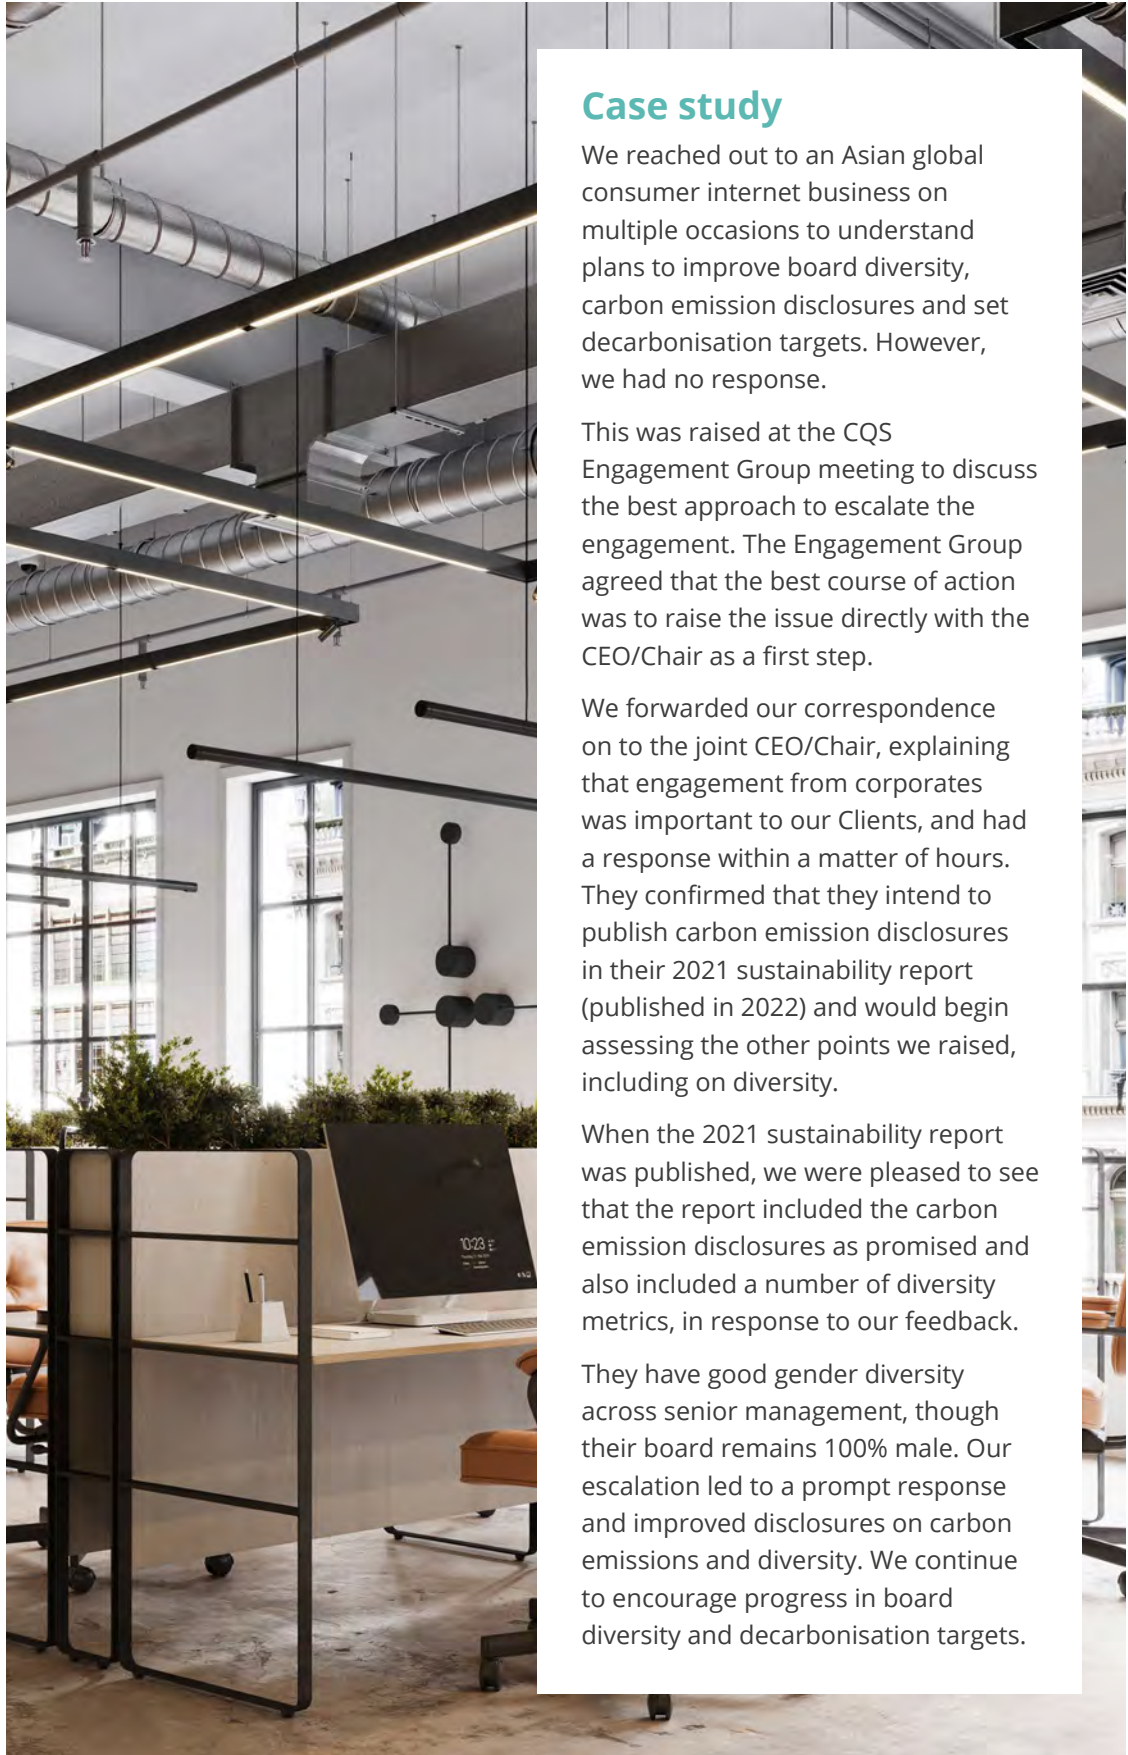 Case study
We reached out to an Asian global
consumer internet business on
multiple occasions to understand
plans to improve board diversity,
carbon emission disclosures and set
decarbonisation targets. However,
we had no response.
This was raised at the CQS
Engagement Group meeting to discuss
the best approach to escalate the
engagement. The Engagement Group
agreed that the best course of action
was to raise the issue directly with the
CEO/Chair as a first step.
We forwarded our correspondence
on to the joint CEO/Chair, explaining
that engagement from corporates
was important to our Clients, and had
a response within a matter of hours.
They confirmed that they intend to
publish carbon emission disclosures
in their 2021 sustainability report
(published in 2022) and would begin
assessing the other points we raised,
including on diversity.
When the 2021 sustainability report
was published, we were pleased to see
that the report included the carbon
emission disclosures as promised and
also included a number of diversity
metrics, in response to our feedback.
They have good gender diversity
across senior management, though
their board remains 100% male. Our
escalation led to a prompt response
and improved disclosures on carbon
emissions and diversity. We continue
to encourage progress in board
diversity and decarbonisation targets.
10:23